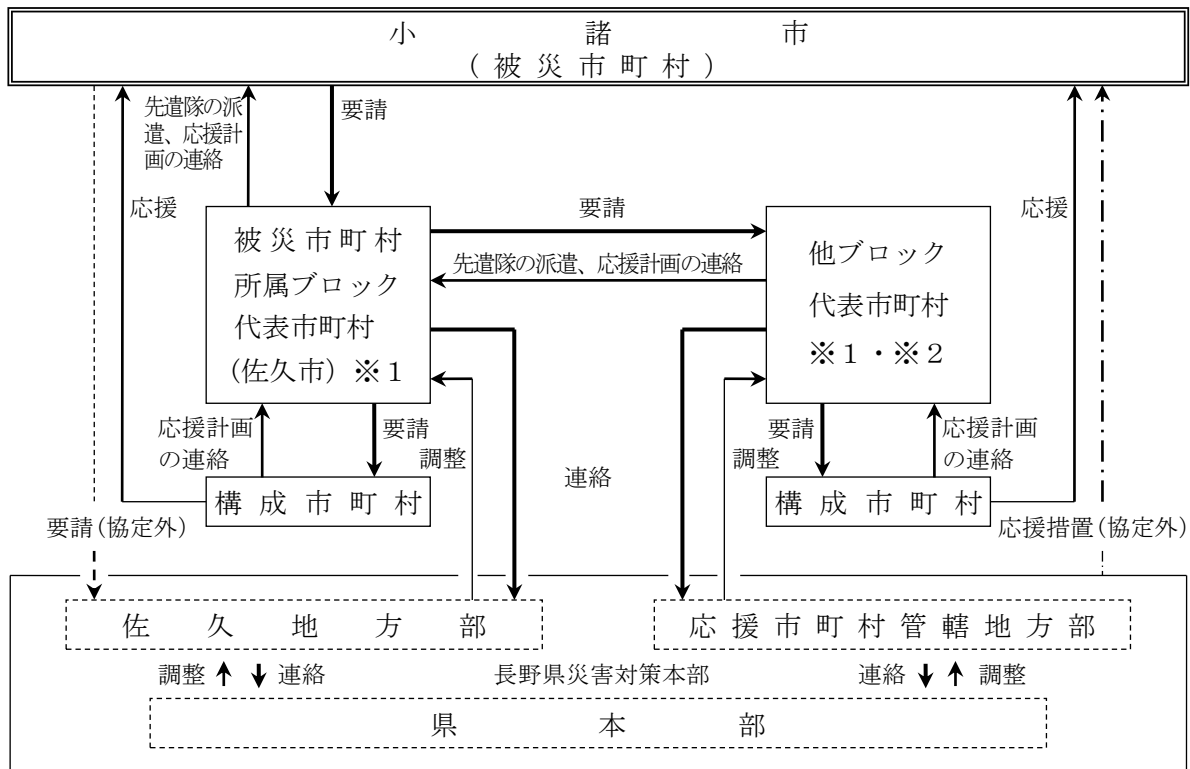 小諸市
(被災市町村)
先遣隊の派
遣、応援計
画の連絡
要請
応援
応援
要請
被災市町村
所属ブロック
代表市町村
(佐久市)※1
先遣隊の派遣、応援計画の連絡
他ブロック
代表市町村
※1・※2
応援計画
の連絡
要請
調整
連絡
要請
調整
応援計画
の連絡
構成市町村
構成市町村
要請(協定外)
応援措置(協定外)
佐久地方部
応援市町村管轄地方部
調整
連絡
長野県災害対策本部
連絡
調整
県本部